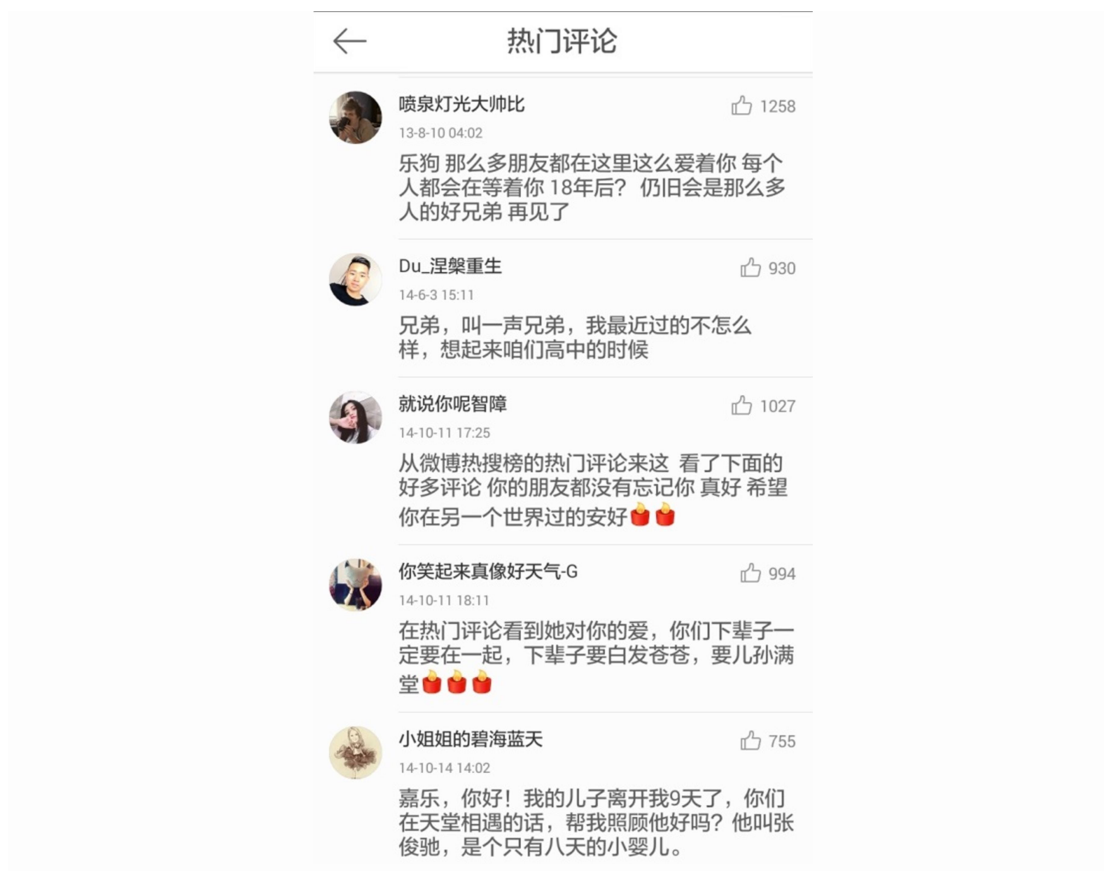 热门评论
喷泉灯光大帅比
1258
13-8-10 04:02
乐狗 那么多朋友都在这里这么爱着你 每个
人都会在等着你 18年后? 仍旧会是那么多
人的好兄弟 再见了
Du_涅槃重生
930
14-6-3 15:11
兄弟，叫一声兄弟，我最近过的不怎么
样，想起来咱们高中的时候
就说你呢智障
1027
14-10-11 17:25
从微博热搜榜的热门评论来这 看了下面的
好多评论 你的朋友都没有忘记你 真好 希望
你在另一个世界过的安好
你笑起来真像好天气-G
994
14-10-11 18:11
在热门评论看到她对你的爱，你们下辈子一
定要在一起，下辈子要白发苍苍，要儿孙满
堂
小姐姐的碧海蓝天
755
14-10-14 14:02
嘉乐，你好！我的儿子离开我9天了，你们
在天堂相遇的话，帮我照顾他好吗？他叫张
俊驰，是个只有八天的小婴儿。